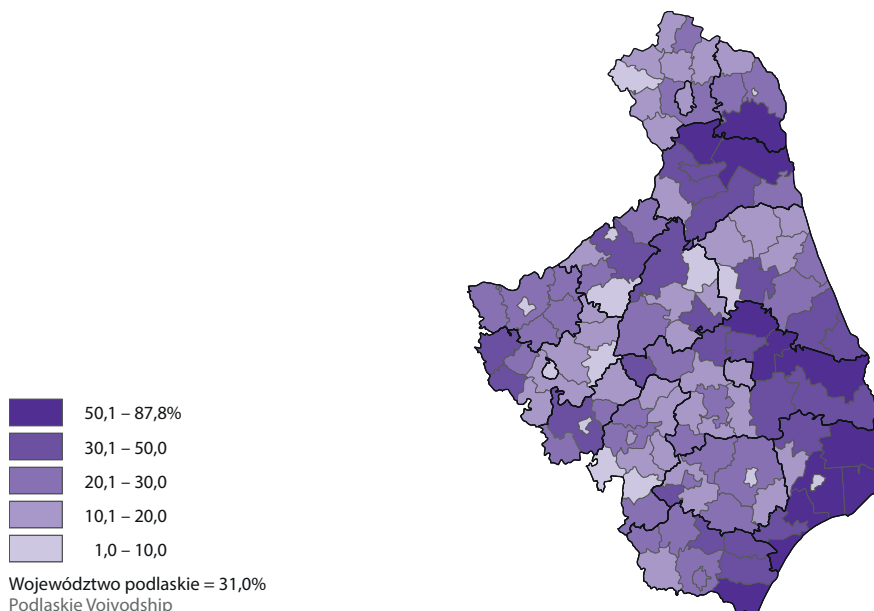 50,1 – 87,8%
30,1 – 50,0
20,1 – 30,0
10,1 – 20,0
1,0 – 10,0
Województwo podlaskie = 31,0%
Podlaskie Voivodship